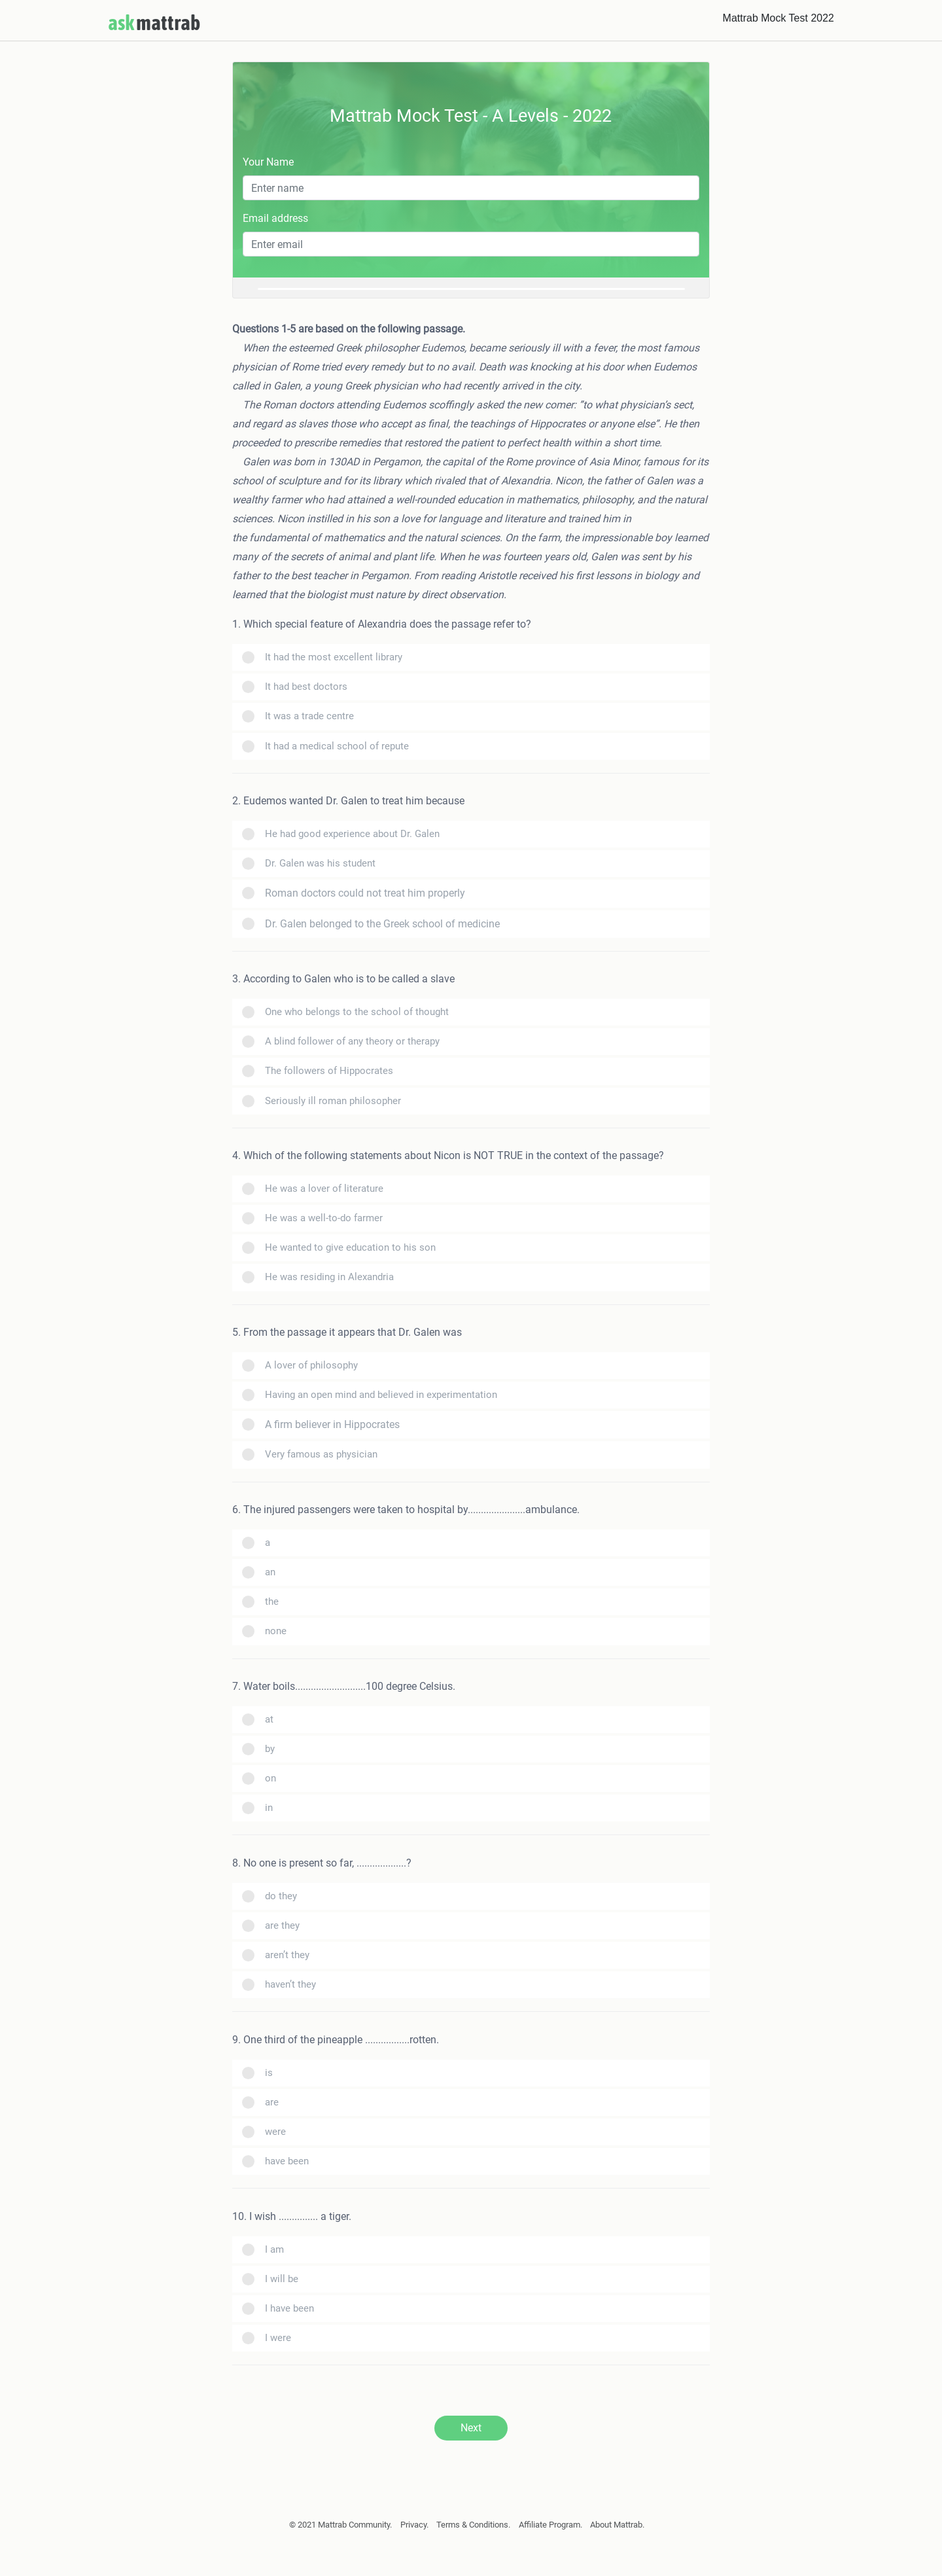 askmattrab
Mattrab Mock Test 2022
Mattrab Mock Test - A Levels - 2022
Your Name
Enter name
Email address
Enter email
Questions 1-5 are based on the following passage.
When the esteemed Greek philosopher Eudemos, became seriously ill with a fever, the most famous
physician of Rome tried every remedy but to no avail. Death was knocking at his door when Eudemos
called in Galen, a young Greek physician who had recently arrived in the city.
The Roman doctors attending Eudemos scoffingly asked the new comer: “to what physician’s sect,
and regard as slaves those who accept as final, the teachings of Hippocrates or anyone else”. He then
proceeded to prescribe remedies that restored the patient to perfect health within a short time.
Galen was born in 130AD in Pergamon, the capital of the Rome province of Asia Minor, famous for its
school of sculpture and for its library which rivaled that of Alexandria. Nicon, the father of Galen was a
wealthy farmer who had attained a well-rounded education in mathematics, philosophy, and the natural
sciences. Nicon instilled in his son a love for language and literature and trained him in
the fundamental of mathematics and the natural sciences. On the farm, the impressionable boy learned
many of the secrets of animal and plant life. When he was fourteen years old, Galen was sent by his
father to the best teacher in Pergamon. From reading Aristotle received his first lessons in biology and
learned that the biologist must nature by direct observation.
1. Which special feature of Alexandria does the passage refer to?
It had the most excellent library
It had best doctors
It was a trade centre
It had a medical school of repute
2. Eudemos wanted Dr. Galen to treat him because
He had good experience about Dr. Galen
Dr. Galen was his student
Roman doctors could not treat him properly
Dr. Galen belonged to the Greek school of medicine
3. According to Galen who is to be called a slave
One who belongs to the school of thought
A blind follower of any theory or therapy
The followers of Hippocrates
Seriously ill roman philosopher
4. Which of the following statements about Nicon is NOT TRUE in the context of the passage?
He was a lover of literature
He was a well-to-do farmer
He wanted to give education to his son
He was residing in Alexandria
5. From the passage it appears that Dr. Galen was
A lover of philosophy
Having an open mind and believed in experimentation
A firm believer in Hippocrates
Very famous as physician
6. The injured passengers were taken to hospital by......................ambulance.
a
an
the
none
7. Water boils...........................100 degree Celsius.
at
by
on
in
8. No one is present so far, ...................?
do they
are they
aren’t they
haven’t they
9. One third of the pineapple .................rotten.
is
are
were
have been
10. I wish ............... a tiger.
I am
I will be
I have been
I were
Next
© 2021 Mattrab Community. Privacy. Terms & Conditions. Affiliate Program. About Mattrab.